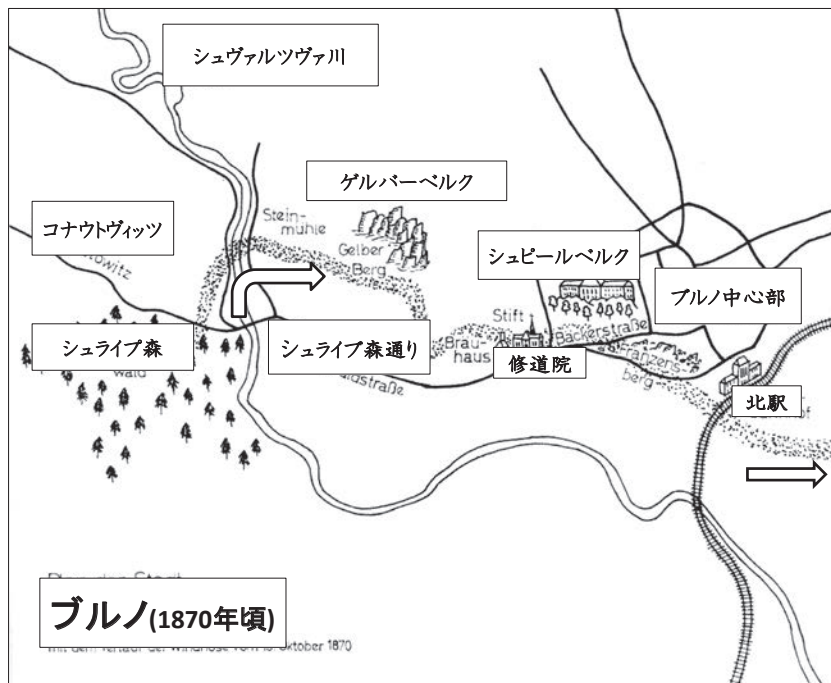 シュヴァルツヴァ川
ゲルバーベルク
コナウトヴィッツ
Stein-
mühle
Gelber
Berg
シュピールベルク
ブルノ中心部
シュライブ森
wald
シュライブ森通り
Stift
Bäckerstraße
Bräu-
haus
修道院
Franzens-
berg
北駅
ブルノ(1870年頃)